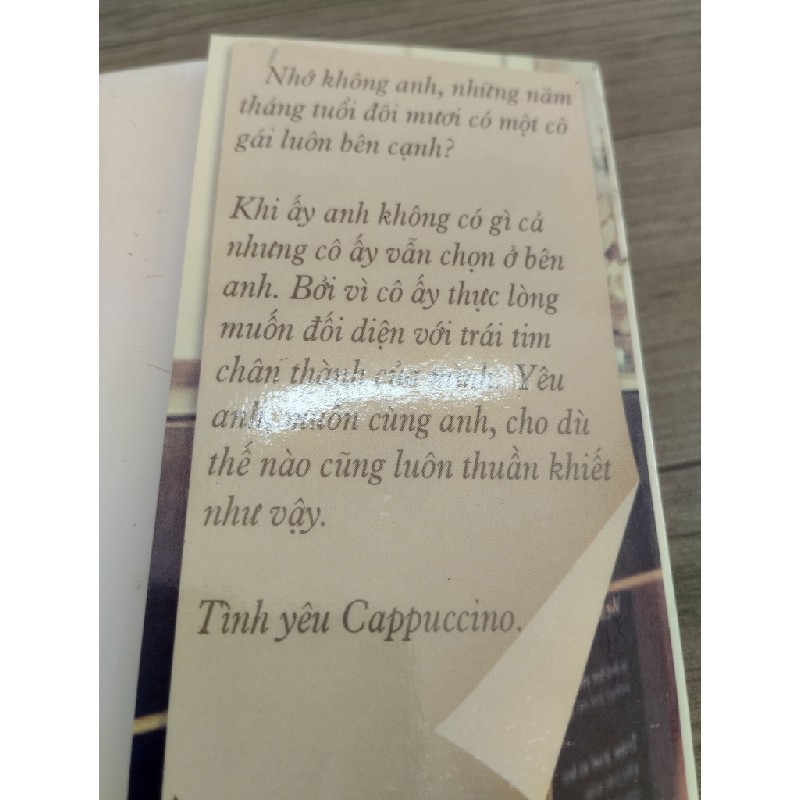 Nhớ không anh, những năm
tháng tuổi đôi mươi có một cô
gái luôn bên cạnh?
Khi ấy anh không có gì cả
nhưng cô ấy vẫn chọn ở bên
anh. Bởi vì cô ấy thực lòng
muốn đối diện với trái tim
chân thành của mình. Yêu
anh, muốn cùng anh, cho dù
thế nào cũng luôn thuần khiết
như vậy.
Tình yêu Cappuccino.